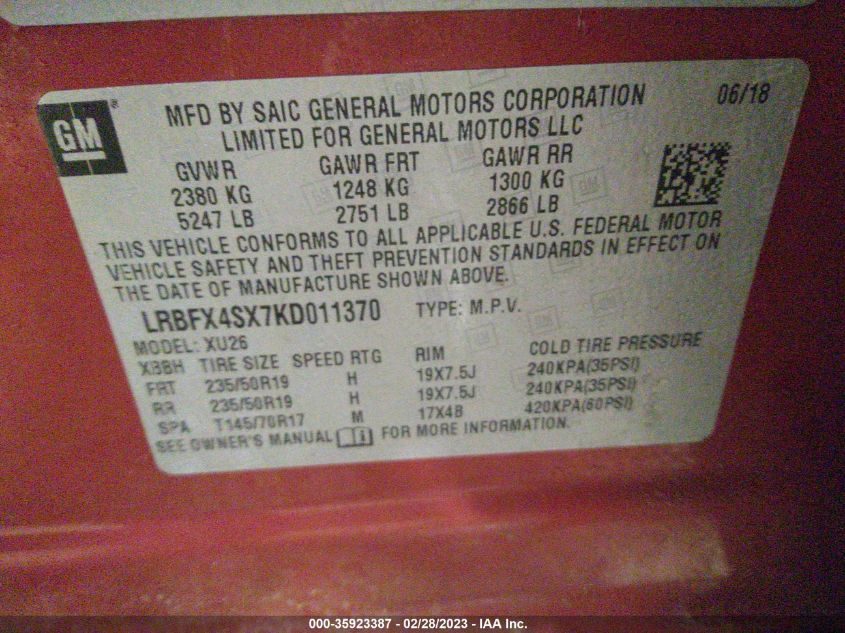 GM ®
MFD BY SAIC GENERAL MOTORS CORPORATION 06/18
LIMITED FOR GENERAL MOTORS LLC
GVWR GAWR FRT GAWR RR
2380 KG 1248 KG 1300 KG
5247 LB 2751 LB 2866 LB
THIS VEHICLE CONFORMS TO ALL APPLICABLE U.S. FEDERAL MOTOR
VEHICLE SAFETY AND THEFT PREVENTION STANDARDS IN EFFECT ON
THE DATE OF MANUFACTURE SHOWN ABOVE.
LRBFX4SX7KD011370 TYPE: M.P.V.
MODEL: XU26
XBBH TIRE SIZE SPEED RTG RIM COLD TIRE PRESSURE
FRT 235/50R19 H 19X7.5J 240KPA(35PSI)
RR 235/50R19 H 19X7.5J 240KPA(35PSI)
SPA T145/70R17 M 17X4B 420KPA(60PSI)
SEE OWNER'S MANUAL i FOR MORE INFORMATION.
000-35923387 - 02/28/2023 - IAA Inc.